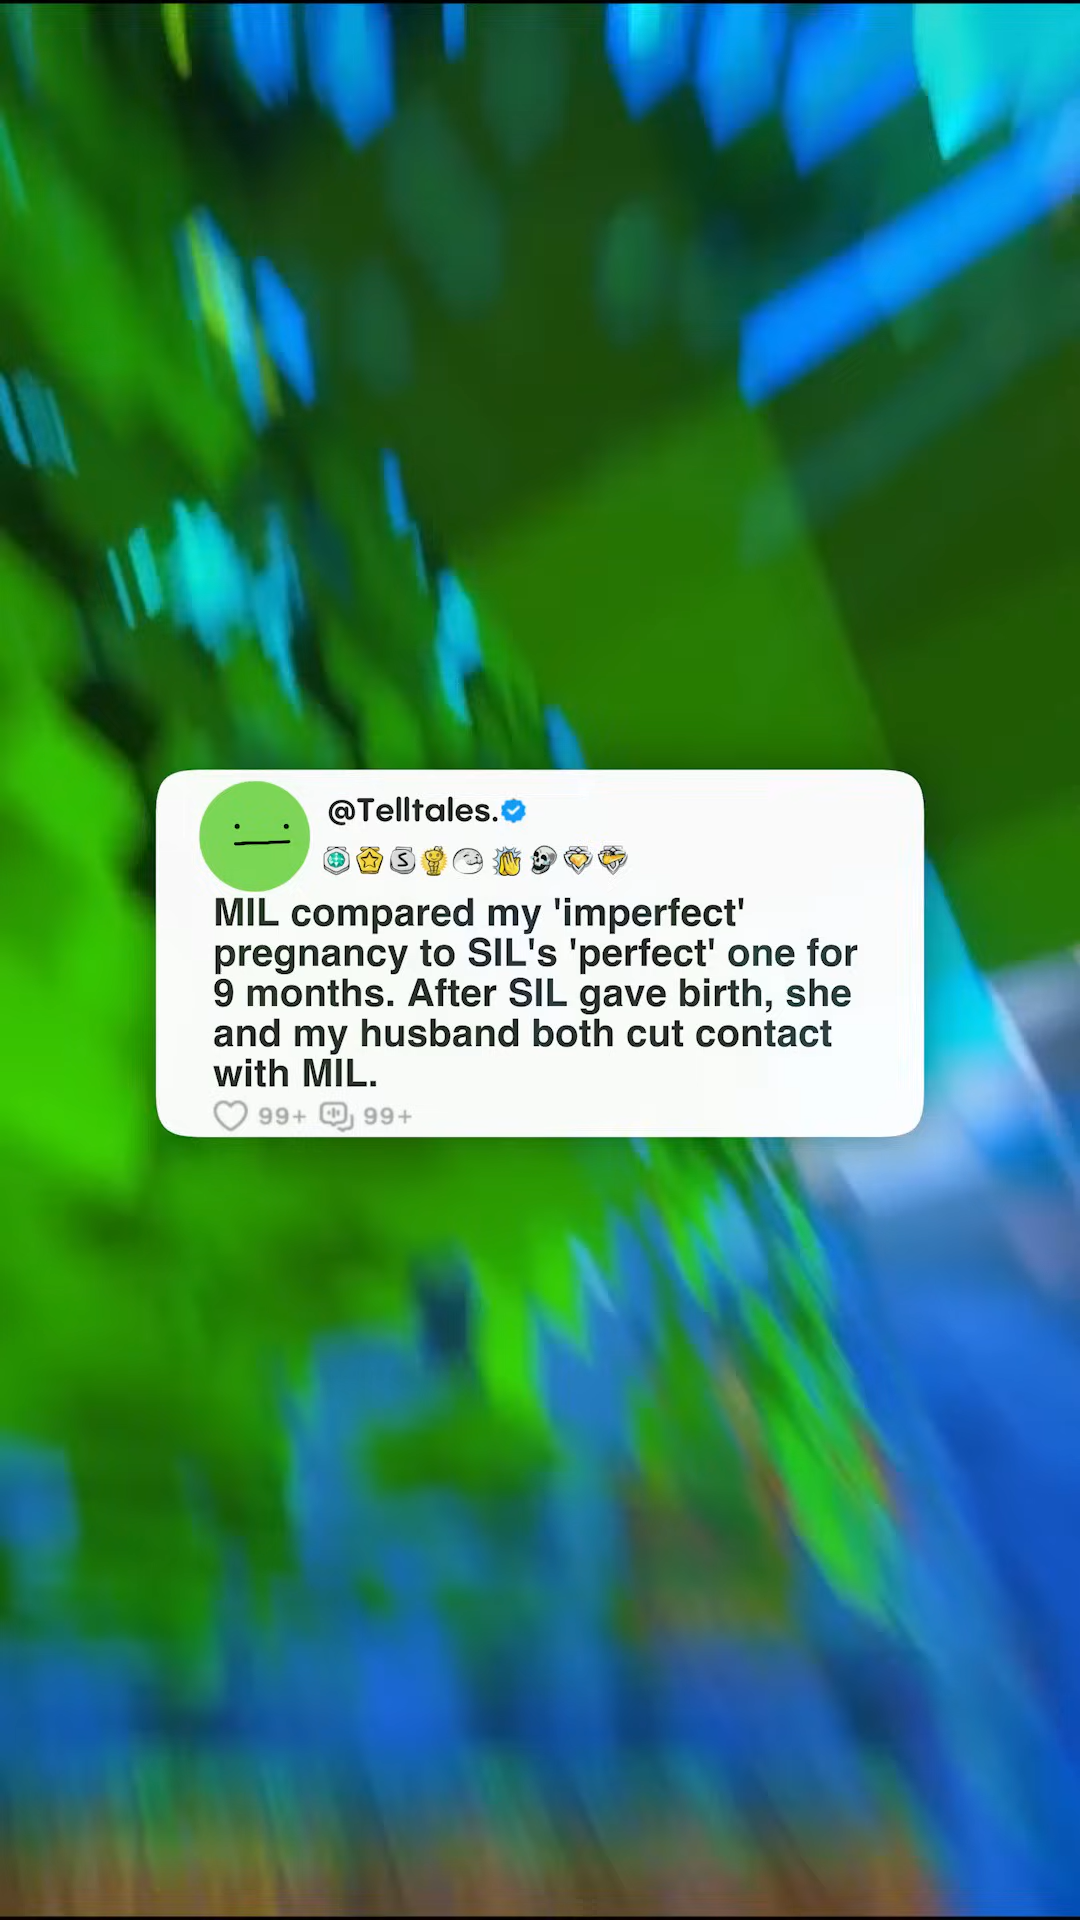 @Telltales.
MIL compared my 'imperfect'
pregnancy to SIL's 'perfect' one for
9 months. After SIL gave birth, she
and my husband both cut contact
with MIL.
99+ 99+